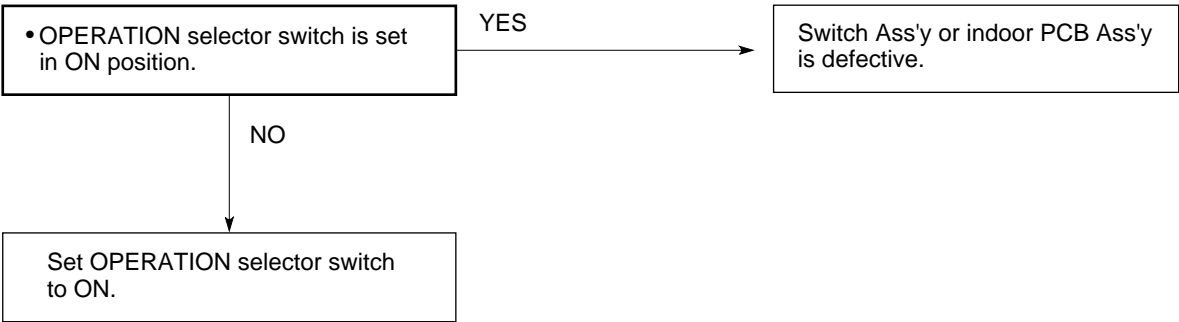 • OPERATION selector switch is set
in ON position.
YES
Switch Ass'y or indoor PCB Ass'y
is defective.
NO
Set OPERATION selector switch
to ON.